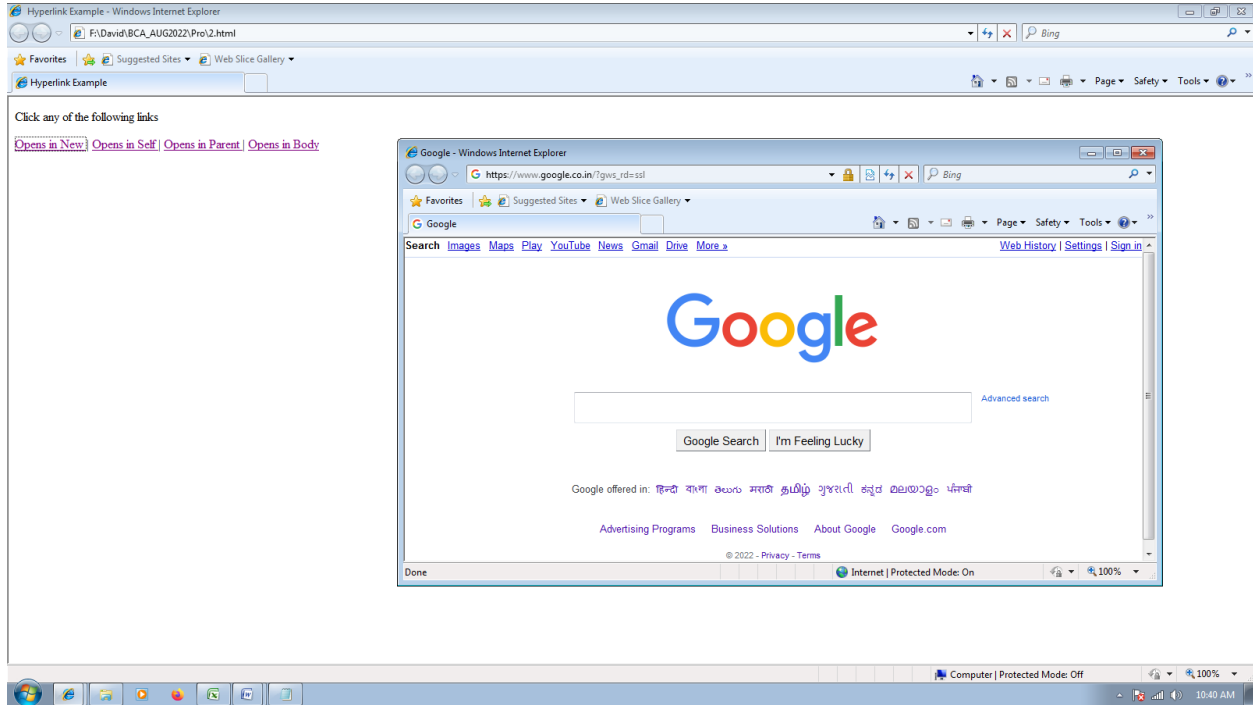 Hyperlink Example - Windows Internet Explorer
F:\David\BCA_AUG2022\Pro\2.html
Bing
Favorites Suggested Sites Web Slice Gallery
Hyperlink Example
Page Safety Tools
Click any of the following links
Opens in New | Opens in Self | Opens in Parent | Opens in Body
Google - Windows Internet Explorer
G https://www.google.co.in/?gws_rd=ssl
Bing
Favorites Suggested Sites Web Slice Gallery
G Google
Page Safety Tools
Search Images Maps Play YouTube News Gmail Drive More »
Web History | Settings | Sign in
Google
Advanced search
Google Search I'm Feeling Lucky
Google offered in: हिन्दी বাংলা తెలుగు मराठी தமிழ் ગુજરાતી ಕನ್ನಡ മലയാളം ਪੰਜਾਬੀ
Advertising Programs Business Solutions About Google Google.com
© 2022 - Privacy - Terms
Done
Internet | Protected Mode: On
100%
Computer | Protected Mode: Off
100%
10:40 AM